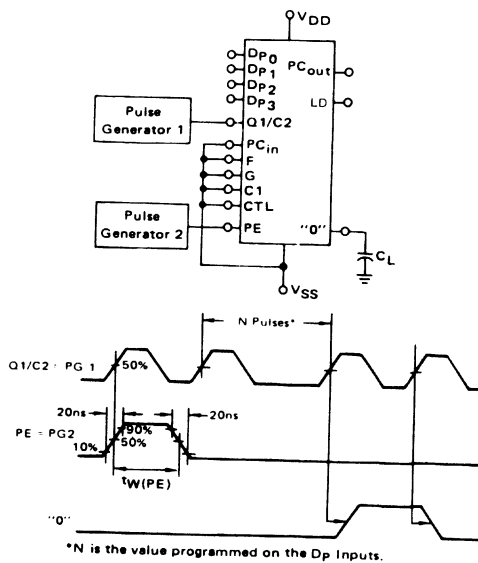 VDD
DP0
DP1
DP2
DP3
PCout
LD
Pulse
Generator 1
Q1/C2
PCin
F
G
C1
CTL
Pulse
Generator 2
PE
"0"
CL
VSS
N Pulses*
Q1/C2 = PG 1
50%
20ns
20ns
PE = PG2
90%
50%
10%
tW(PE)
"0"
*N is the value programmed on the Dp Inputs.